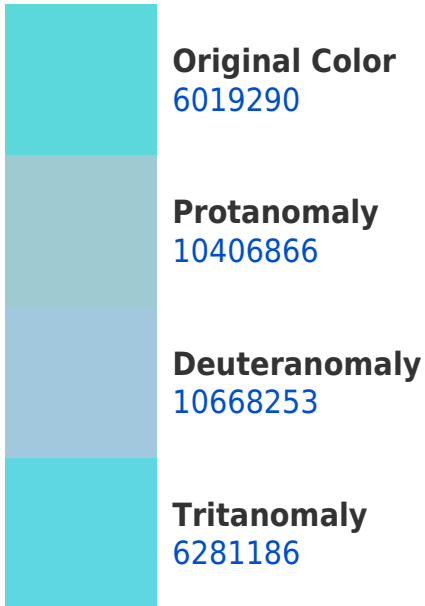 Original Color
6019290
Protanomaly
10406866
Deuteranomaly
10668253
Tritanomaly
6281186